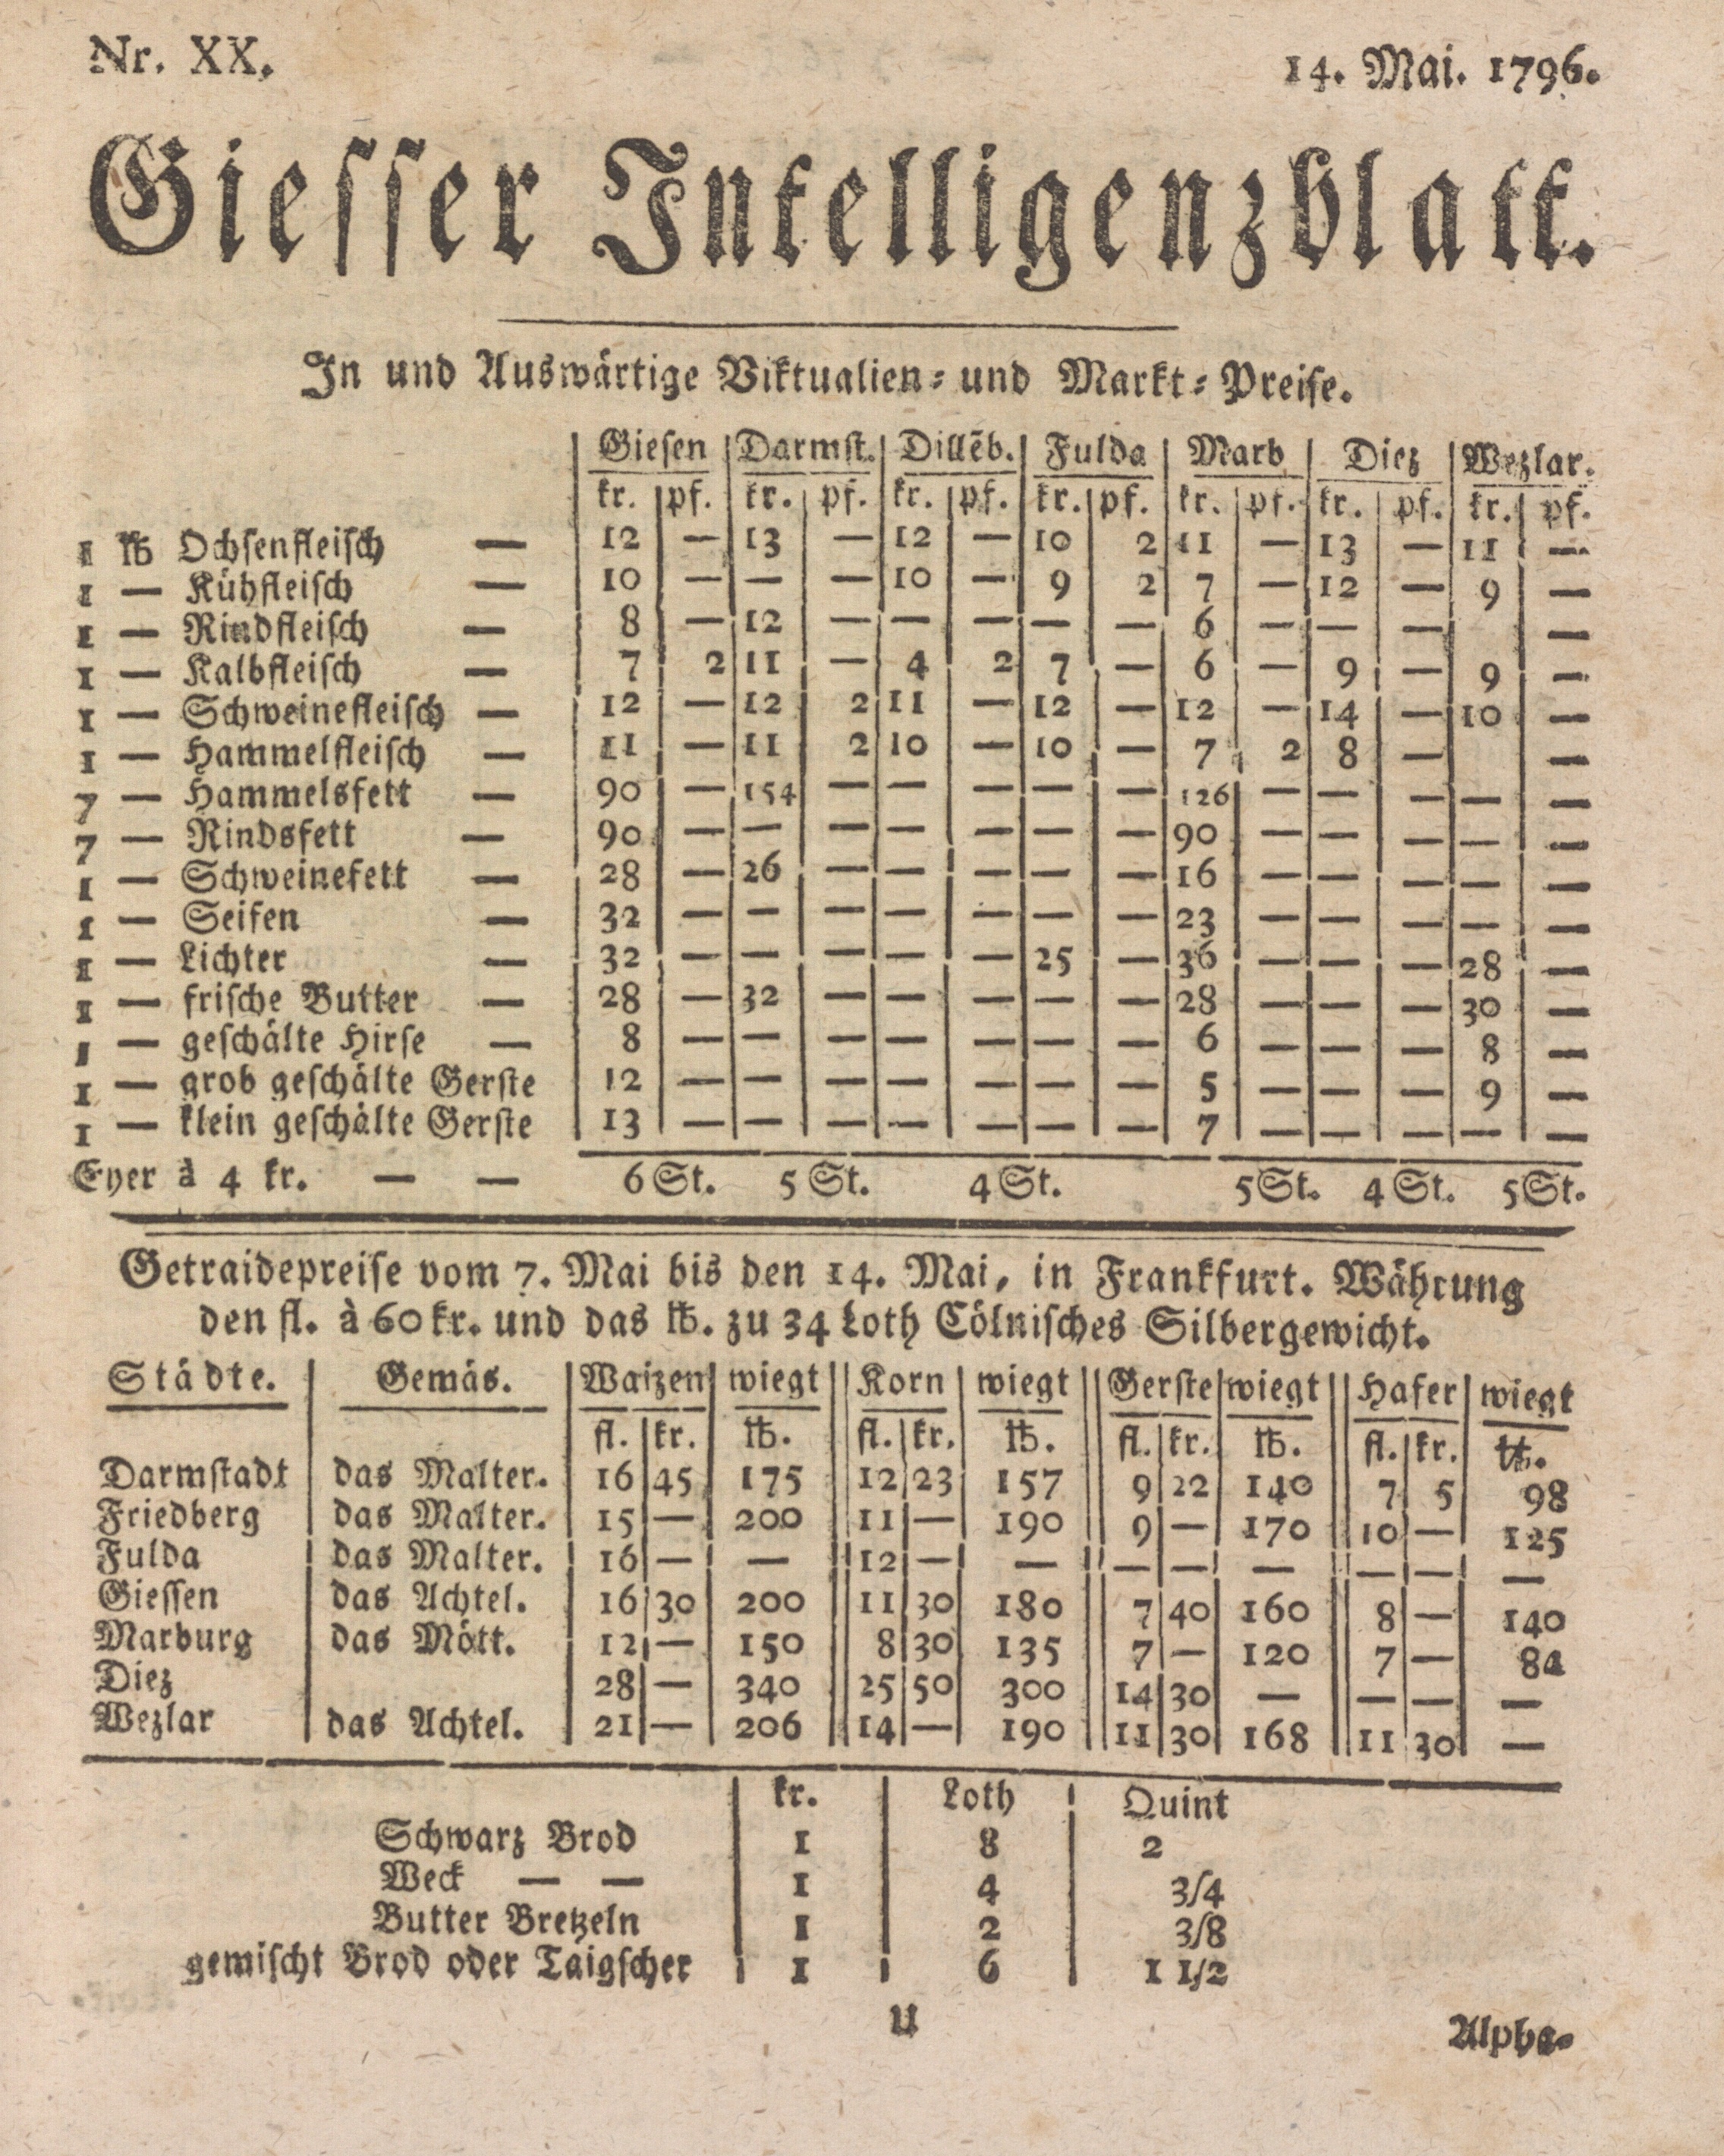 Nr. XX. 14. Mai. 1796.
Giesser Intelligenzblatt.
In und Auswärtige Viktualien- und Markt-Preise.
Giesen Darmst. Dillēb. Fulda Marb Diez Wezlar.
kr. pf. kr. pf. kr. pf. kr. pf. kr. pf. kr. pf. kr. pf.
1 ℔ Ochsenfleisch — 12 — 13 — 12 — 10 2 11 — 13 — 11 —
1 — Kühfleisch — 10 — — — 10 — 9 2 7 — 12 — 9 —
1 — Rindfleisch — 8 — 12 — — — — — 6 — — — —
1 — Kalbfleisch — 7 2 11 — 4 2 7 — 6 — 9 — 9 —
1 — Schweinefleisch — 12 — 12 2 11 — 12 — 12 — 14 — 10 —
1 — Hammelfleisch — 11 — 11 2 10 — 10 — 7 2 8 — —
7 — Hammelsfett — 90 — 154 — — — — — 126 — — — — —
7 — Rindsfett — 90 — — — — — — — 90 — — — — —
1 — Schweinefett — 28 — 26 — — — — — 16 — — — — —
1 — Seifen — 32 — — — — — — — 23 — — — — —
1 — Lichter — 32 — — — — — 25 — 36 — — — 28 —
1 — frische Butter — 28 — 32 — — — — — 28 — — — 30 —
1 — geschälte Hirse — 8 — — — — — — — 6 — — — 8 —
1 — grob geschälte Gerste 12 — — — — — — — 5 — — — 9 —
1 — klein geschälte Gerste 13 — — — — — — — 7 — — — — —
Eyer à 4 kr. — — 6 St. 5 St. 4 St. 5 St. 4 St. 5 St.
Getraidepreise vom 7. Mai bis den 14. Mai, in Frankfurt. Währung
den fl. à 60 kr. und das ℔. zu 34 Loth Cölnisches Silbergewicht.
Städte. Gemäs. Waizen wiegt Korn wiegt Gerste wiegt Hafer wiegt
fl. kr. ℔. fl. kr. ℔. fl. kr. ℔. fl. kr. ℔.
Darmstadt das Malter. 16 45 175 12 23 157 9 22 140 7 5 98
Friedberg das Malter. 15 — 200 11 — 190 9 — 170 10 — 125
Fulda das Malter. 16 — — 12 — — — — — — — —
Giessen das Achtel. 16 30 200 11 30 180 7 40 160 8 — 140
Marburg das Mött. 12 — 150 8 30 135 7 — 120 7 — 84
Diez 28 — 340 25 50 300 14 30 — — — —
Wezlar das Achtel. 21 — 206 14 — 190 11 30 168 11 30 —
kr. Loth Quint
Schwarz Brod 1 8 2
Weck — — 1 4 3/4
Butter Bretzeln 1 2 3/8
gemischt Brod oder Taigscher 1 6 1 1/2
U Alpha-